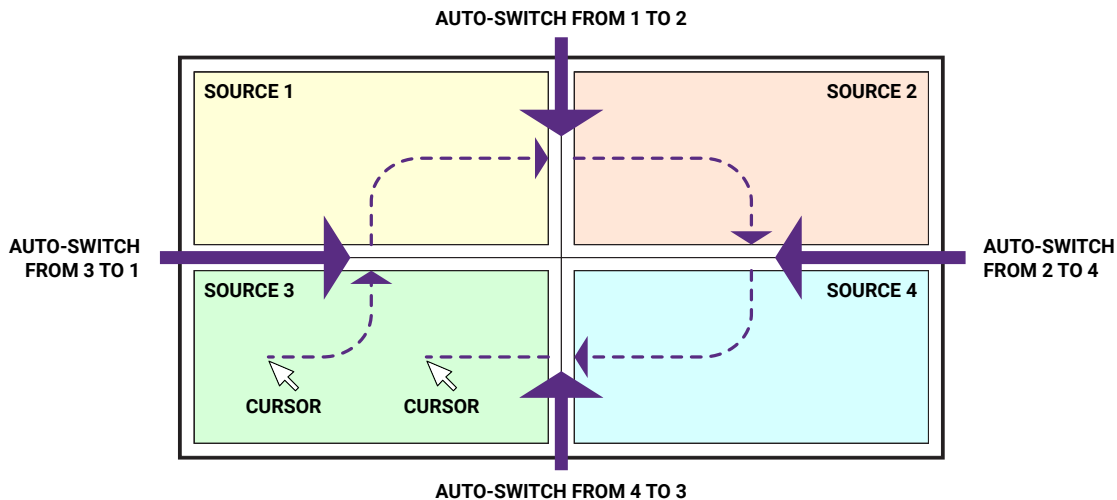 AUTO-SWITCH FROM 1 TO 2
SOURCE 1
SOURCE 2
AUTO-SWITCH
FROM 3 TO 1
AUTO-SWITCH
FROM 2 TO 4
SOURCE 3
SOURCE 4
CURSOR
CURSOR
AUTO-SWITCH FROM 4 TO 3